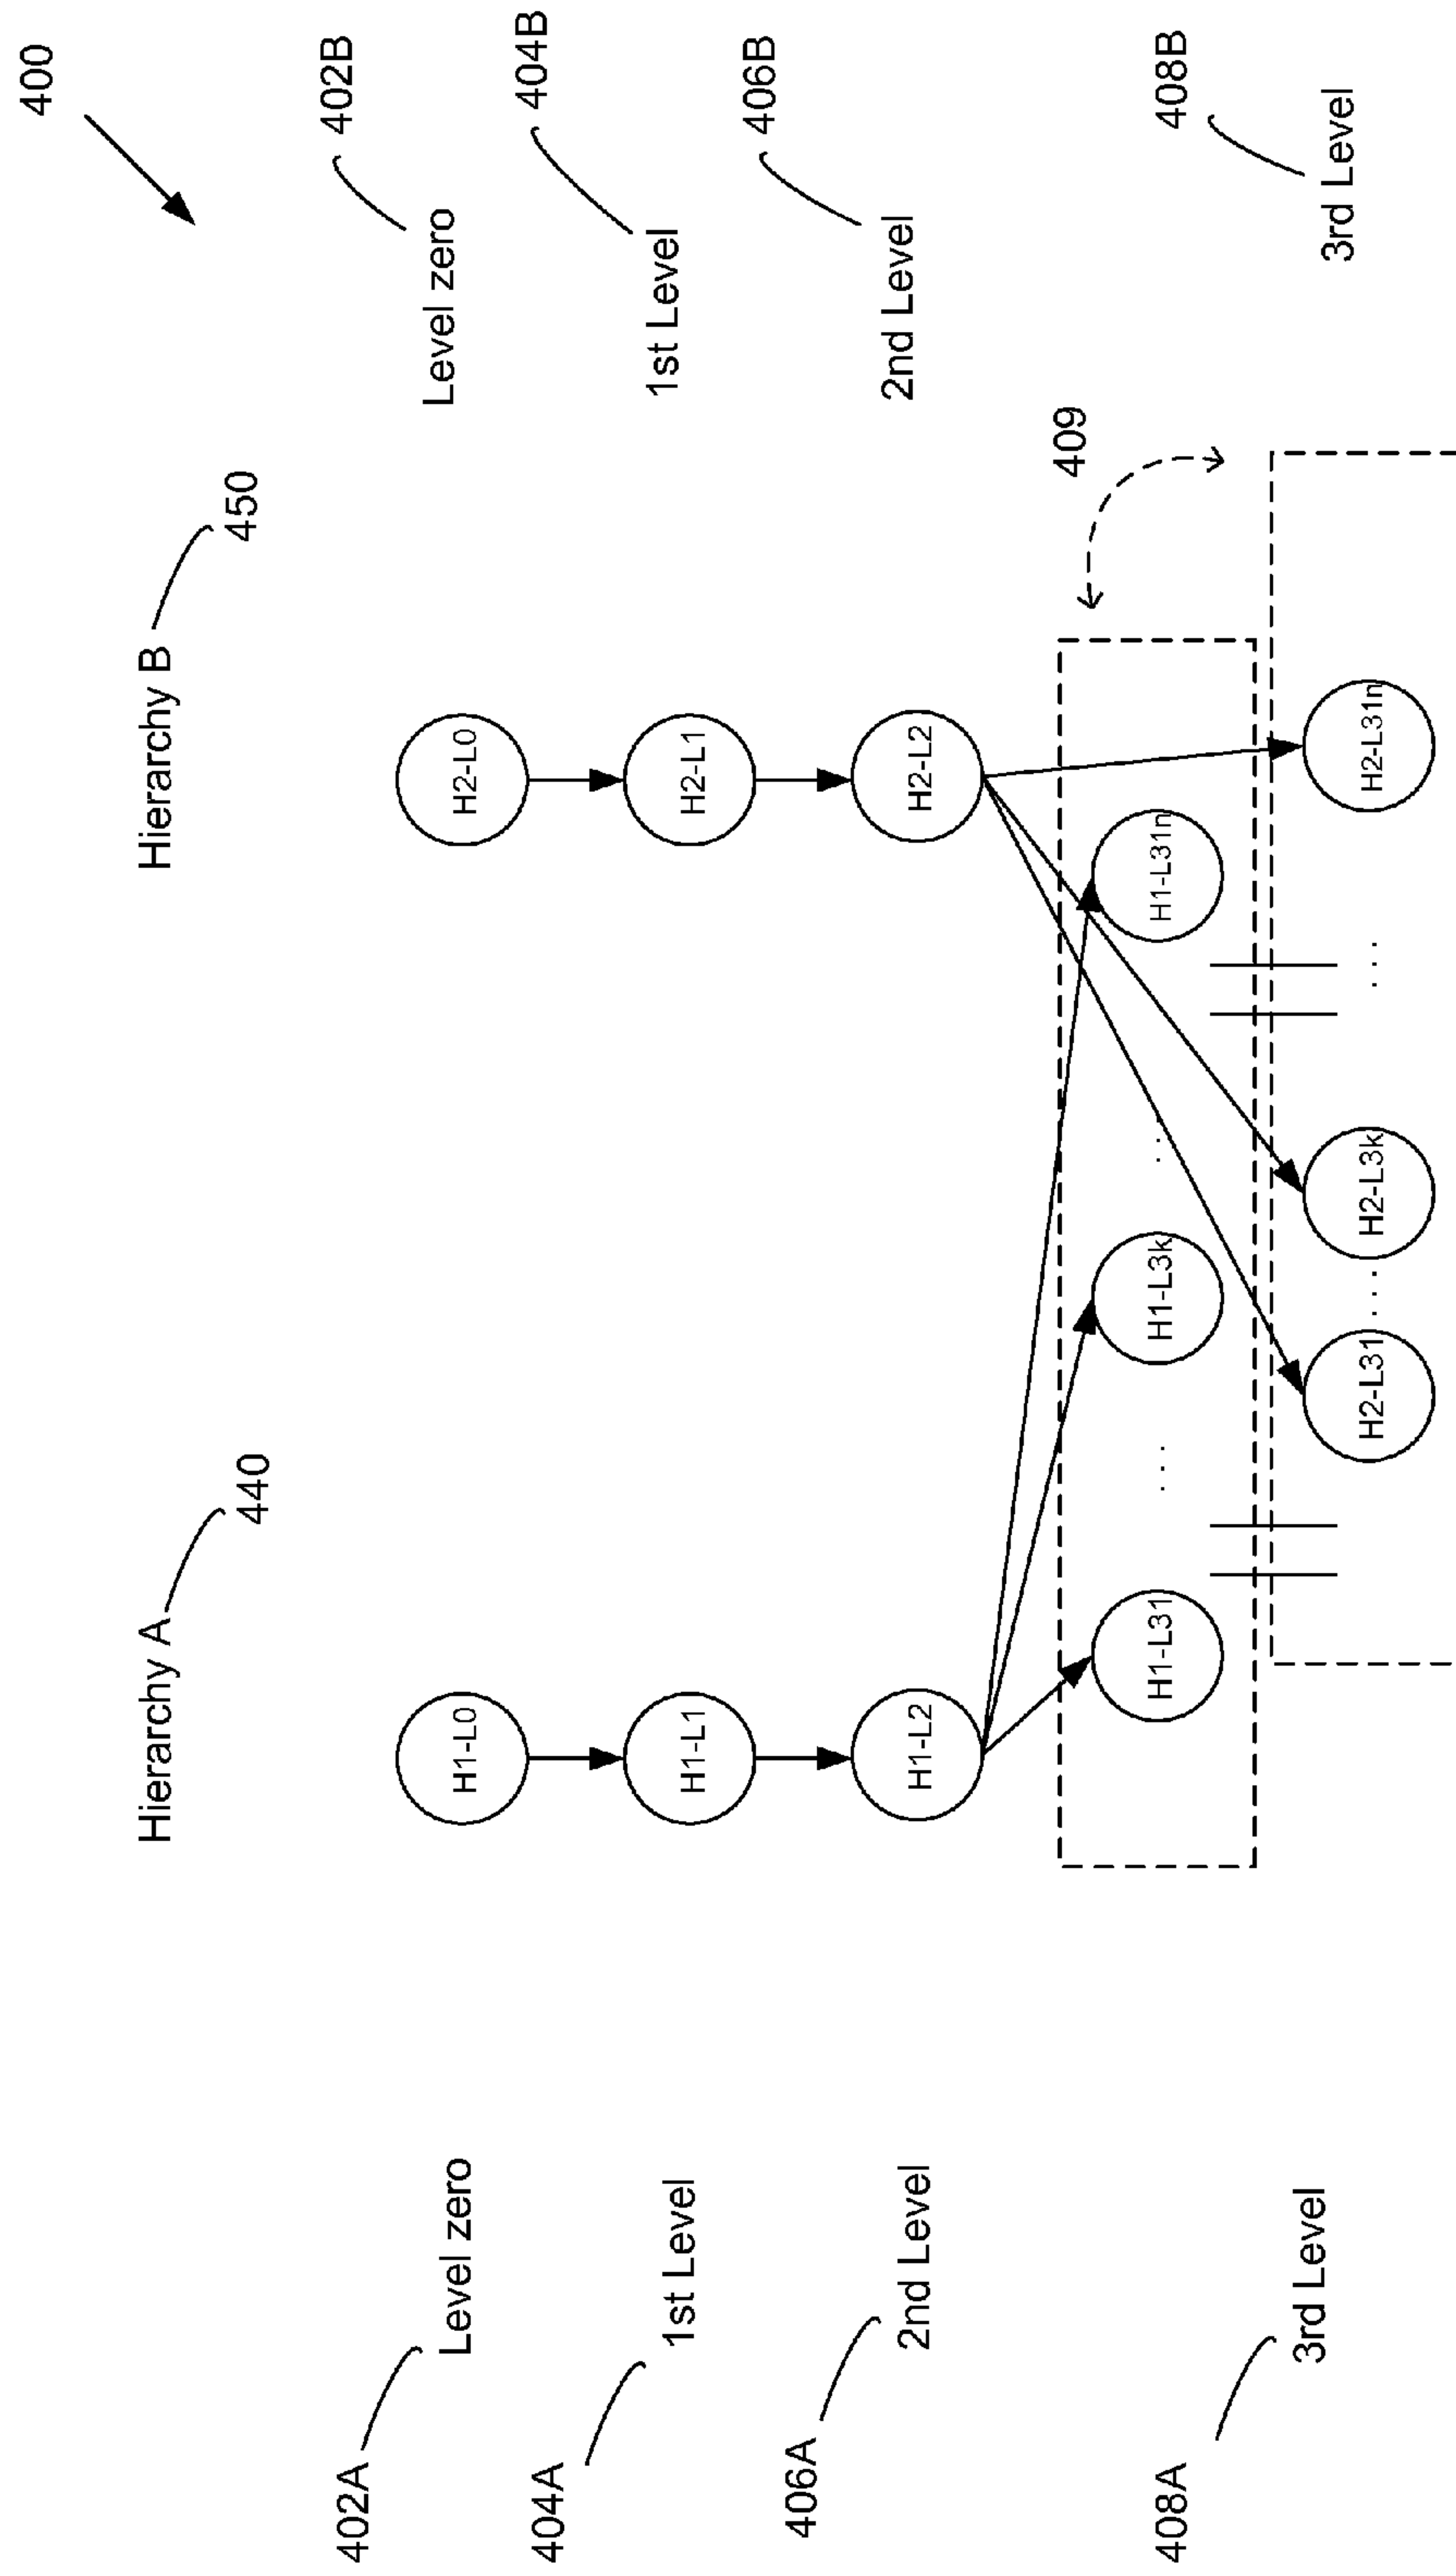 400
Hierarchy A
440
Hierarchy B
450
402A
Level zero
H1-L0
H2-L0
Level zero
402B
404A
1st Level
H1-L1
H2-L1
1st Level
404B
406A
2nd Level
H1-L2
H2-L2
2nd Level
406B
409
408A
3rd Level
H1-L31
...
H1-L3k
...
H1-L31n
H2-L31
....
H2-L3k
...
H2-L31n
3rd Level
408B